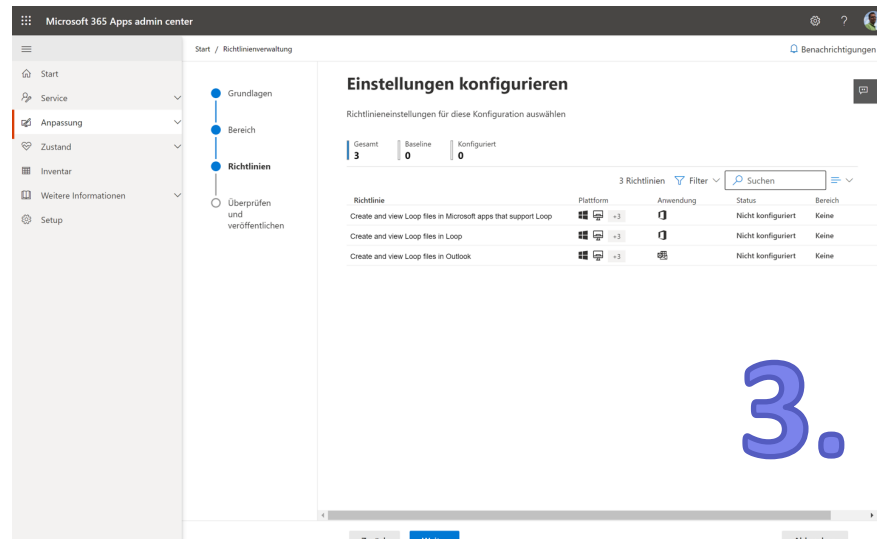 Microsoft 365 Apps admin center
?
Start / Richtlinienverwaltung
Benachrichtigungen
Start
Service
Anpassung
Zustand
Inventar
Weitere Informationen
Setup
Grundlagen
Bereich
Richtlinien
Überprüfen
und
veröffentlichen
Einstellungen konfigurieren
Richtlinieneinstellungen für diese Konfiguration auswählen
Gesamt Baseline Konfiguriert
3 0 0
3 Richtlinien Filter Suchen
Richtlinie Plattform Anwendung Status Bereich
Create and view Loop files in Microsoft apps that support Loop +3 Nicht konfiguriert Keine
Create and view Loop files in Loop +3 Nicht konfiguriert Keine
Create and view Loop files in Outlook +3 Nicht konfiguriert Keine
3.